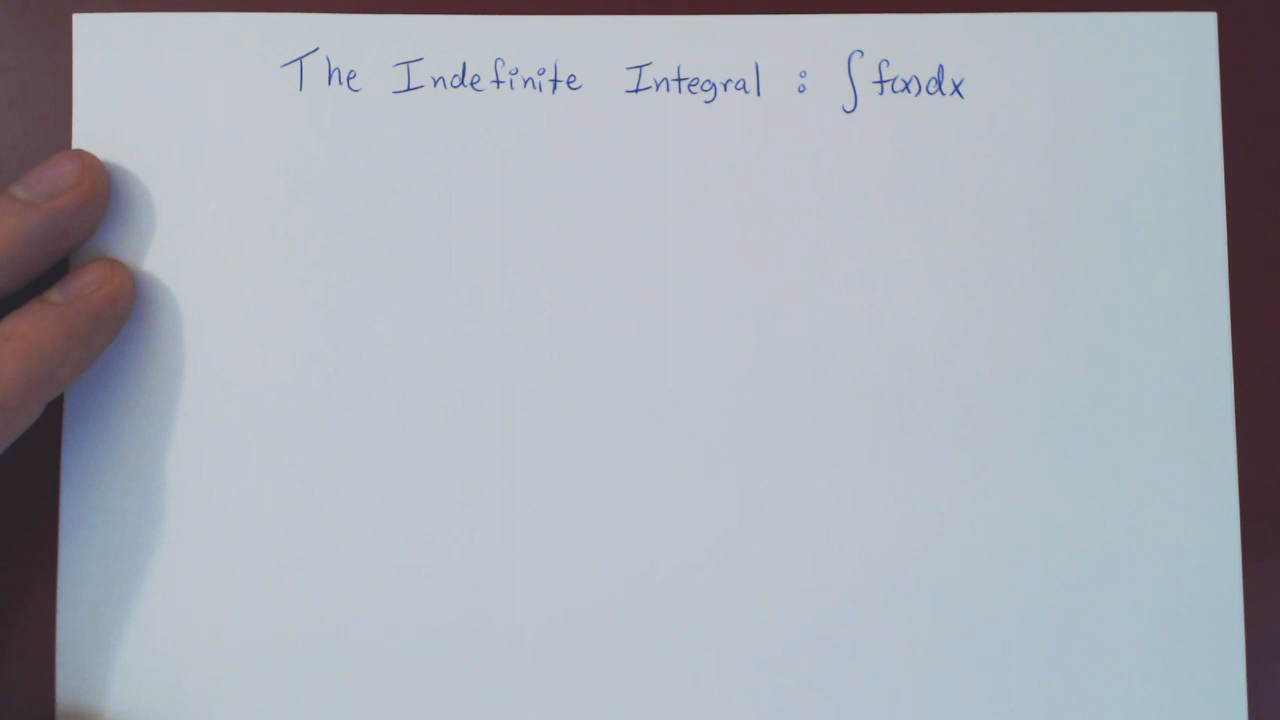 The Indefinite Integral : ∫ f(x)dx